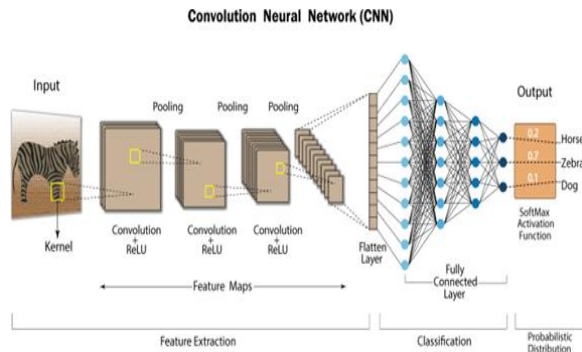 Convolution Neural Network (CNN)
Input
Output
Pooling
Pooling
Pooling
0.2
0.7
0.1
Horse
Zebra
Dog
SoftMax
Activation
Function
Kernel
Convolution
+
ReLU
Convolution
+
ReLU
Convolution
+
ReLU
Flatten
Layer
Fully
Connected
Layer
Feature Maps
Feature Extraction
Classification
Probabilistic
Distribution